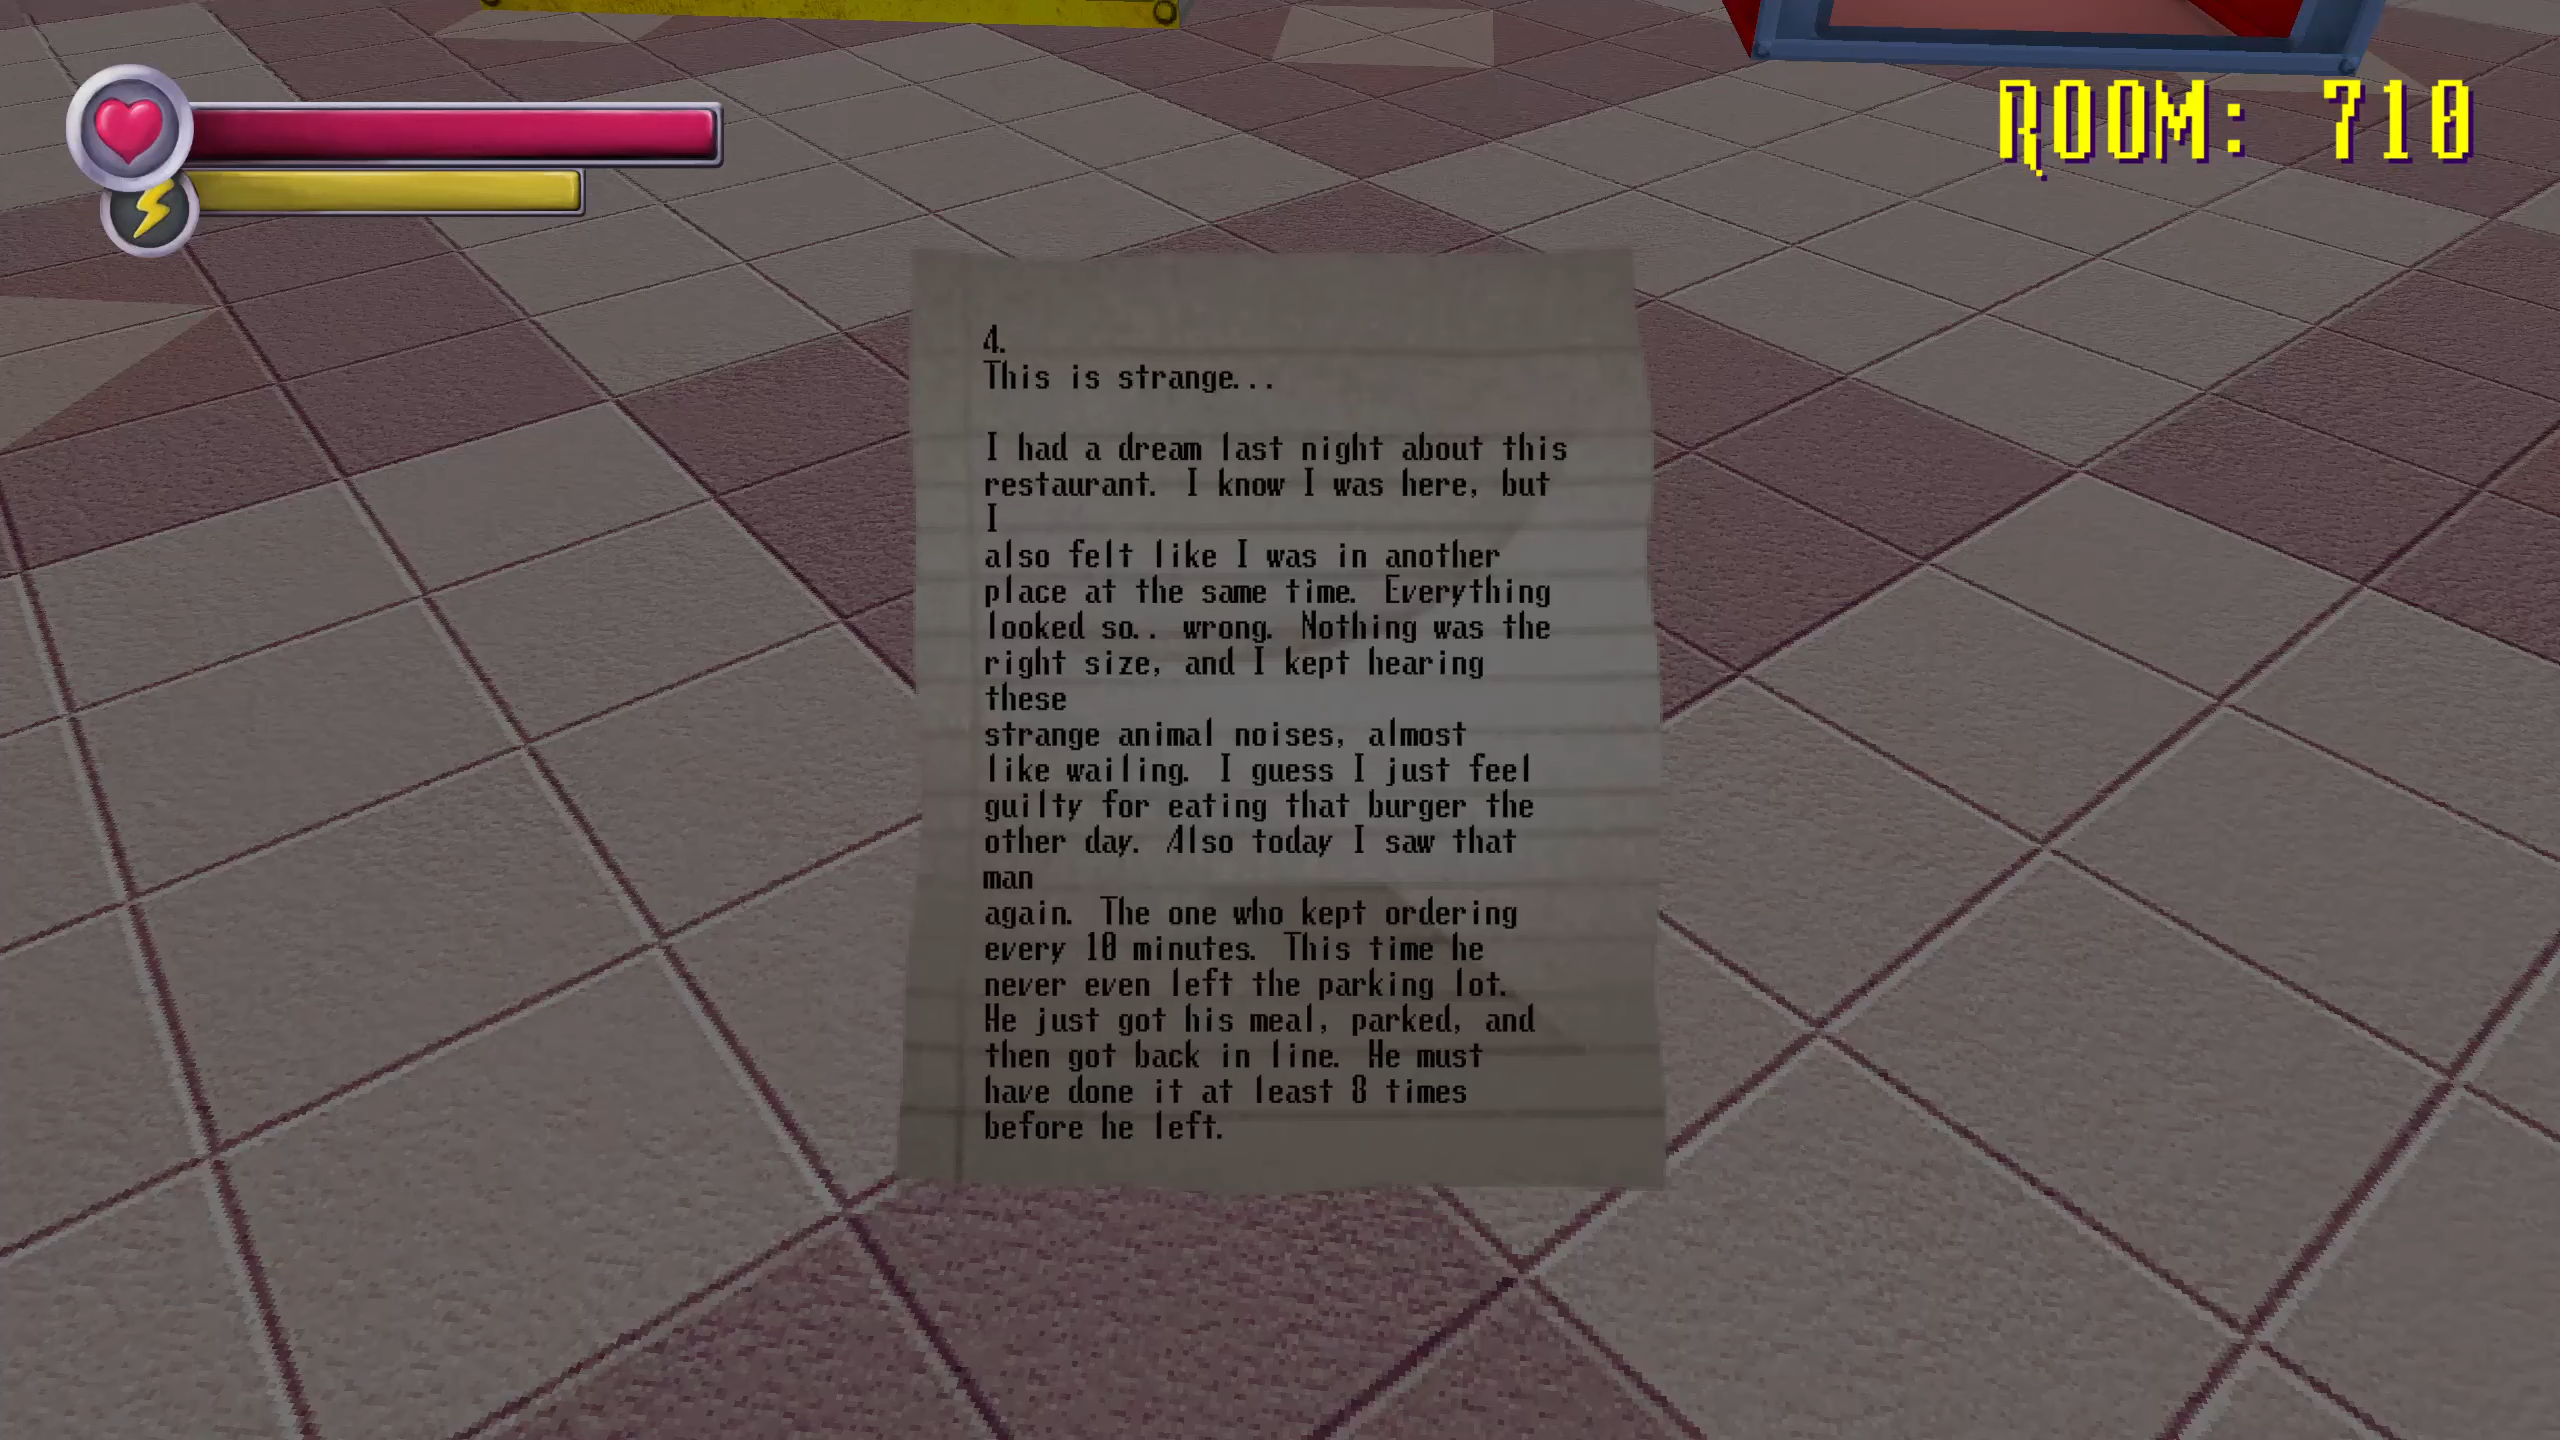 ROOM: 710
4.
This is strange...
I had a dream last night about this
restaurant. I know I was here, but
I
also felt like I was in another
place at the same time. Everything
looked so.. wrong. Nothing was the
right size, and I kept hearing
these
strange animal noises, almost
like wailing. I guess I just feel
guilty for eating that burger the
other day. Also today I saw that
man
again. The one who kept ordering
every 10 minutes. This time he
never even left the parking lot.
He just got his meal, parked, and
then got back in line. He must
have done it at least 8 times
before he left.